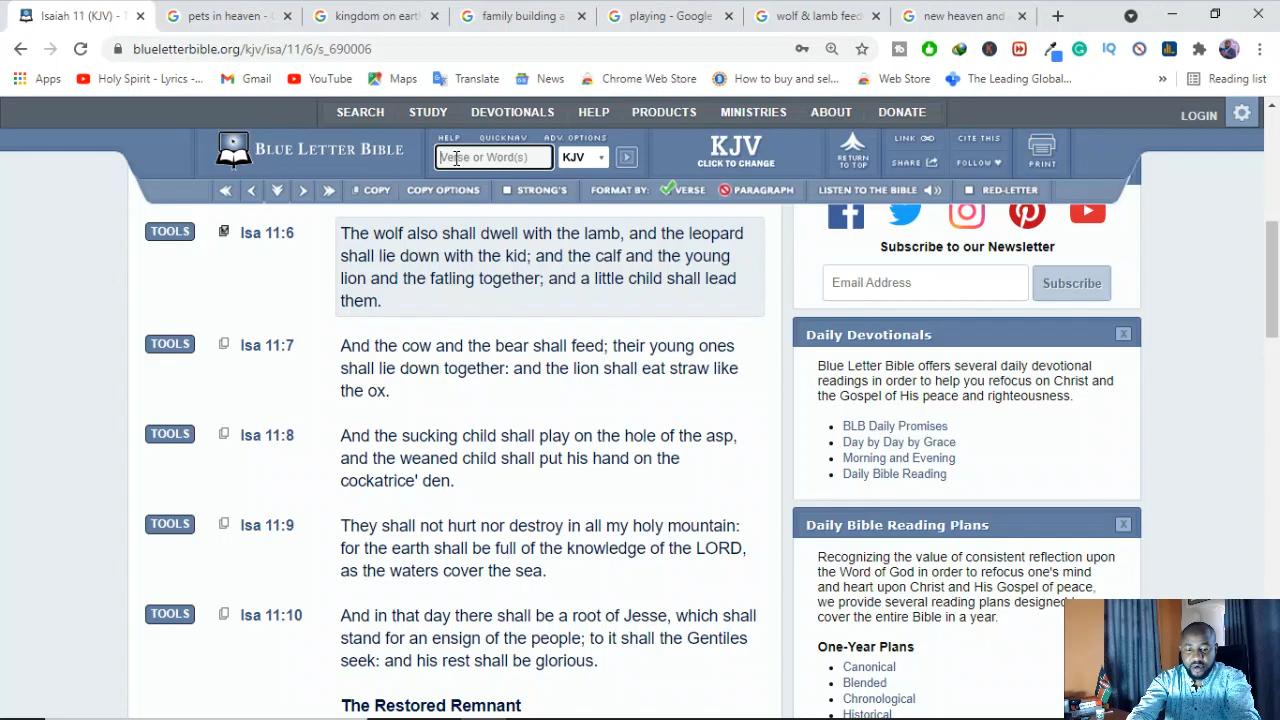 Isaiah 11 (KJV) - T
pets in heaven - G
kingdom on earth
family building a
playing - Google
wolf & lamb feed
new heaven and
blueletterbible.org/kjv/isa/11/6/s_690006
Apps
Holy Spirit - Lyrics -...
Gmail
YouTube
Maps
Translate
News
Chrome Web Store
How to buy and sel...
Web Store
The Leading Global...
»
Reading list
SEARCH STUDY DEVOTIONALS HELP PRODUCTS MINISTRIES ABOUT DONATE
LOGIN
BLUE LETTER BIBLE
HELP QUICKNAV ADV. OPTIONS
Verse or Word(s)
KJV
KJV
CLICK TO CHANGE
RETURN
TO TOP
LINK
SHARE
CITE THIS
FOLLOW
PRINT
COPY
COPY OPTIONS
STRONG'S
FORMAT BY:
VERSE
PARAGRAPH
LISTEN TO THE BIBLE
RED-LETTER
TOOLS
Isa 11:6
The wolf also shall dwell with the lamb, and the leopard
shall lie down with the kid; and the calf and the young
lion and the fatling together; and a little child shall lead
them.
TOOLS
Isa 11:7
And the cow and the bear shall feed; their young ones
shall lie down together: and the lion shall eat straw like
the ox.
TOOLS
Isa 11:8
And the sucking child shall play on the hole of the asp,
and the weaned child shall put his hand on the
cockatrice' den.
TOOLS
Isa 11:9
They shall not hurt nor destroy in all my holy mountain:
for the earth shall be full of the knowledge of the LORD,
as the waters cover the sea.
TOOLS
Isa 11:10
And in that day there shall be a root of Jesse, which shall
stand for an ensign of the people; to it shall the Gentiles
seek: and his rest shall be glorious.
The Restored Remnant
Subscribe to our Newsletter
Email Address
Subscribe
Daily Devotionals
X
Blue Letter Bible offers several daily devotional
readings in order to help you refocus on Christ and
the Gospel of His peace and righteousness.
BLB Daily Promises
Day by Day by Grace
Morning and Evening
Daily Bible Reading
Daily Bible Reading Plans
X
Recognizing the value of consistent reflection upon
the Word of God in order to refocus one's mind
and heart upon Christ and His Gospel of peace,
we provide several reading plans designed
cover the entire Bible in a year.
One-Year Plans
Canonical
Blended
Chronological
Historical